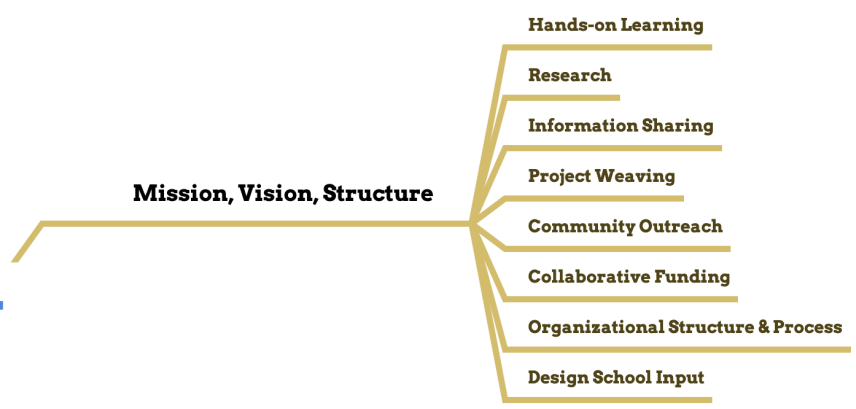 Hands-on Learning
Research
Information Sharing
Project Weaving
Mission, Vision, Structure
Community Outreach
Collaborative Funding
Organizational Structure & Process
Design School Input